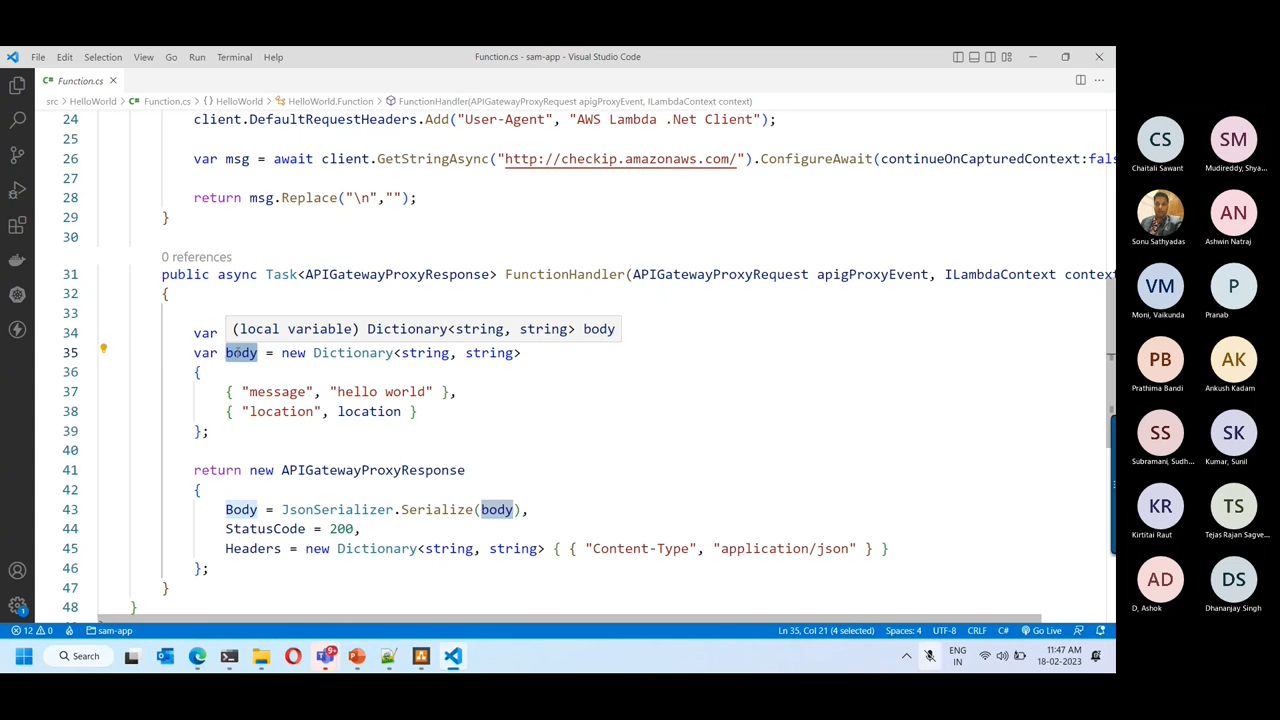 File Edit Selection View Go Run Terminal Help
Function.cs - sam-app - Visual Studio Code
C# Function.cs
src > HelloWorld > C# Function.cs > {} HelloWorld > HelloWorld.Function > FunctionHandler(APIGatewayProxyRequest apigProxyEvent, ILambdaContext context)
24 client.DefaultRequestHeaders.Add("User-Agent", "AWS Lambda .Net Client");
25
26 var msg = await client.GetStringAsync("http://checkip.amazonaws.com/").ConfigureAwait(continueOnCapturedContext:fals
27
28 return msg.Replace("\n","");
29 }
30
0 references
31 public async Task<APIGatewayProxyResponse> FunctionHandler(APIGatewayProxyRequest apigProxyEvent, ILambdaContext context
32 {
33
(local variable) Dictionary<string, string> body
34 var
35 var body = new Dictionary<string, string>
36 {
37 { "message", "hello world" },
38 { "location", location }
39 };
40
41 return new APIGatewayProxyResponse
42 {
43 Body = JsonSerializer.Serialize(body),
44 StatusCode = 200,
45 Headers = new Dictionary<string, string> { { "Content-Type", "application/json" } }
46 };
47 }
48 }
12 0 sam-app
Ln 35, Col 21 (4 selected) Spaces: 4 UTF-8 CRLF C# Go Live
1
Search
9+
ENG
IN
11:47 AM
18-02-2023
CS
Chaitali Sawant
SM
Mudireddy, Shya...
Sonu Sathyadas
AN
Ashwin Natraj
VM
Moni, Vaikunda
P
Pranab
PB
Prathima Bandi
AK
Ankush Kadam
SS
Subramani, Sudh...
SK
Kumar, Sunil
KR
Kirtitai Raut
TS
Tejas Rajan Sagve...
AD
D, Ashok
DS
Dhananjay Singh